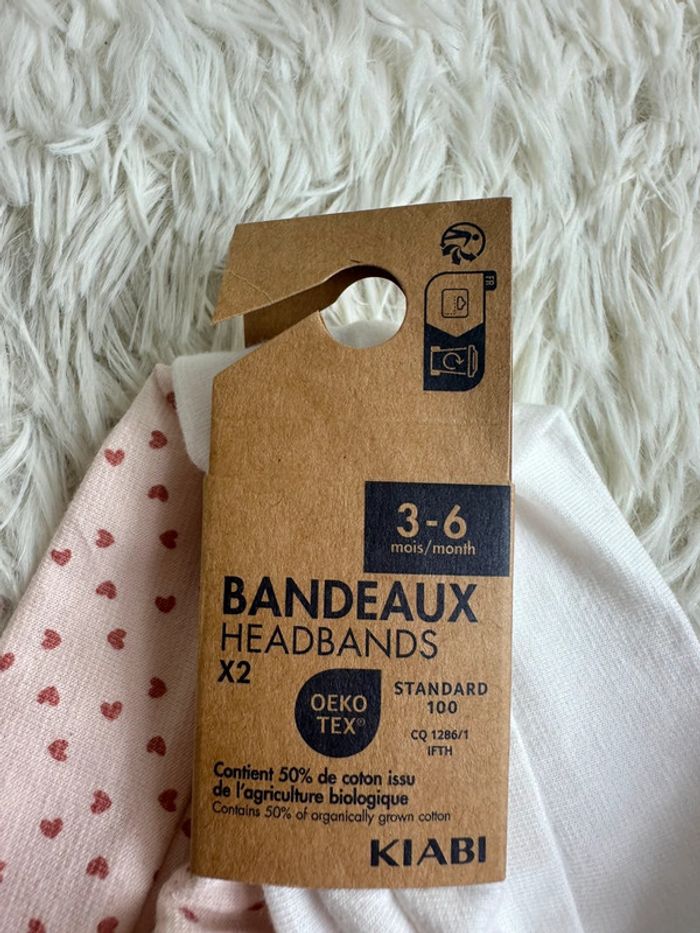 FR
3-6
mois/month
BANDEAUX
HEADBANDS
X2
OEKO
TEX®
STANDARD
100
CQ 1286/1
IFTH
Contient 50% de coton issu
de l'agriculture biologique
Contains 50% of organically grown cotton
KIABI